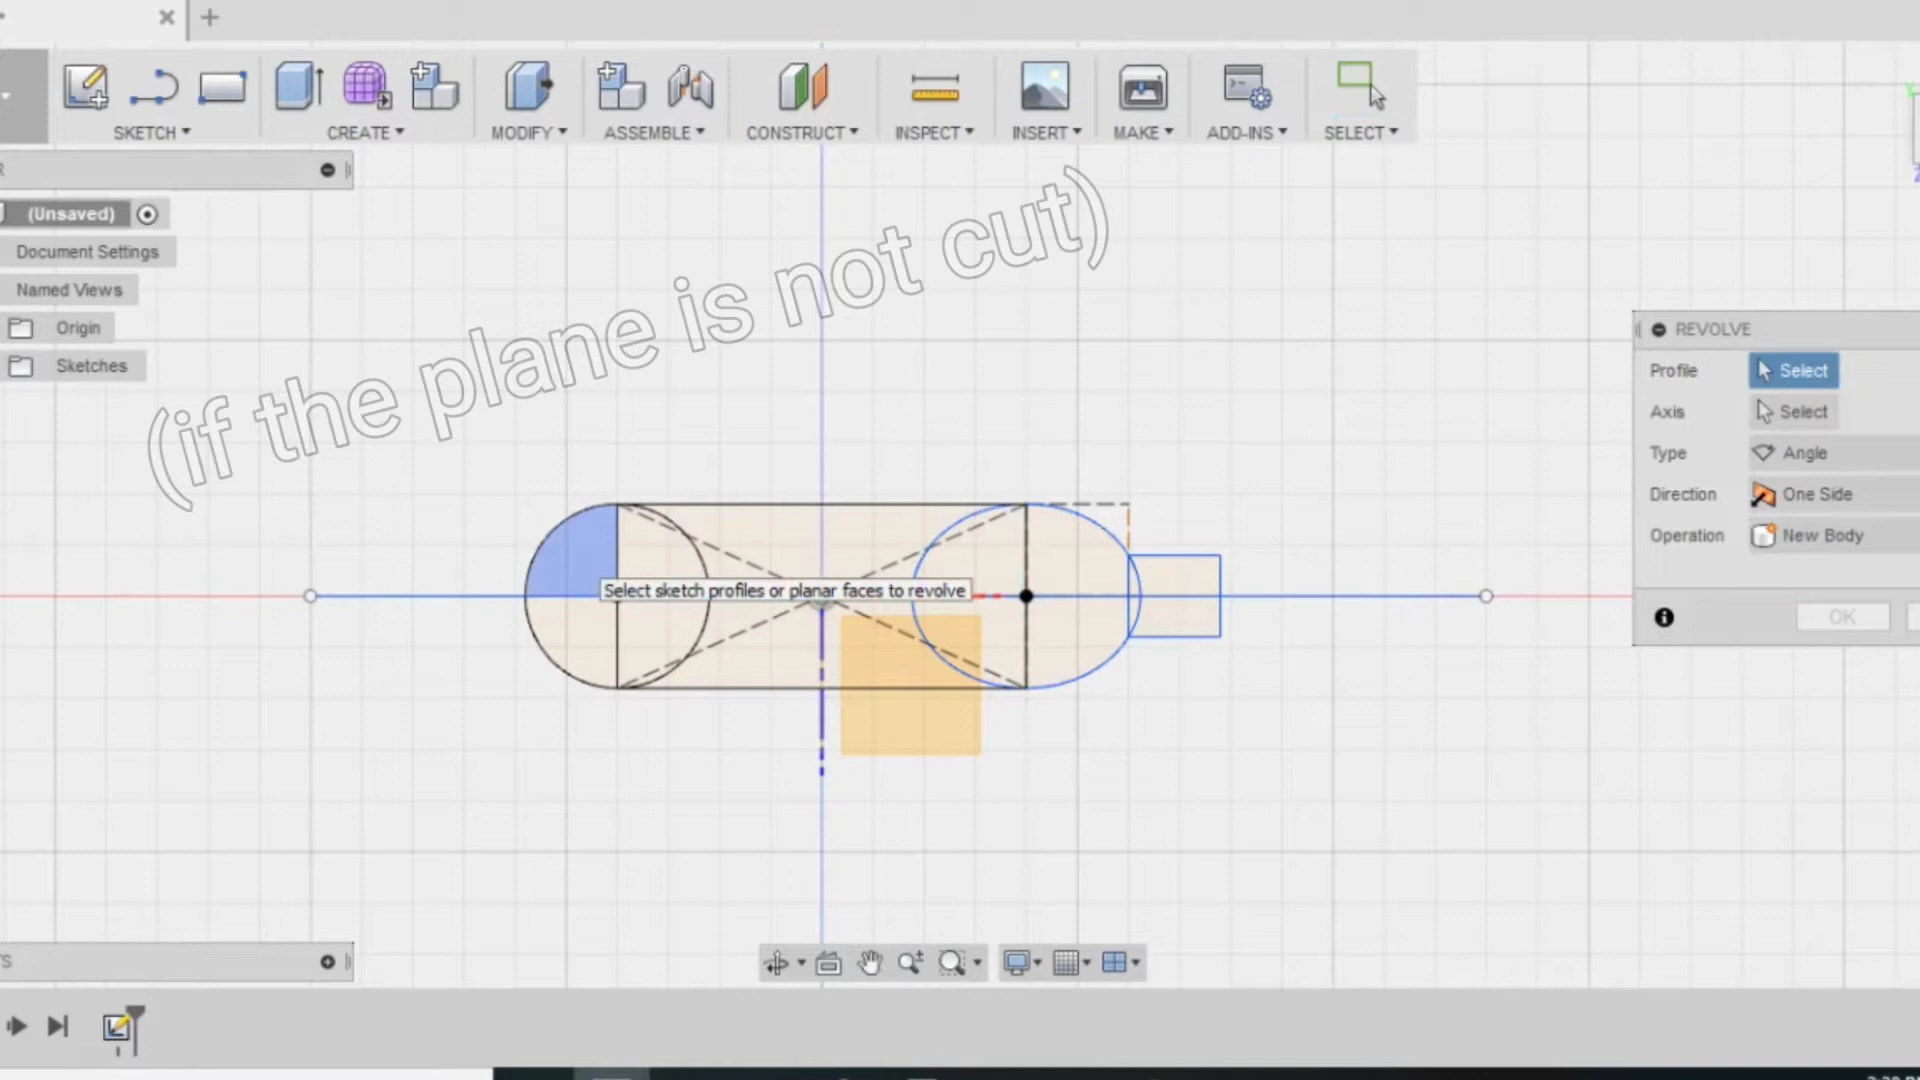 SKETCH
CREATE
MODIFY
ASSEMBLE
CONSTRUCT
INSPECT
INSERT
MAKE
ADD-INS
SELECT
(Unsaved)
Document Settings
Named Views
Origin
Sketches
(if the plane is not cut)
REVOLVE
Profile Select
Axis Select
Type Angle
Direction One Side
Operation New Body
OK
Select sketch profiles or planar faces to revolve